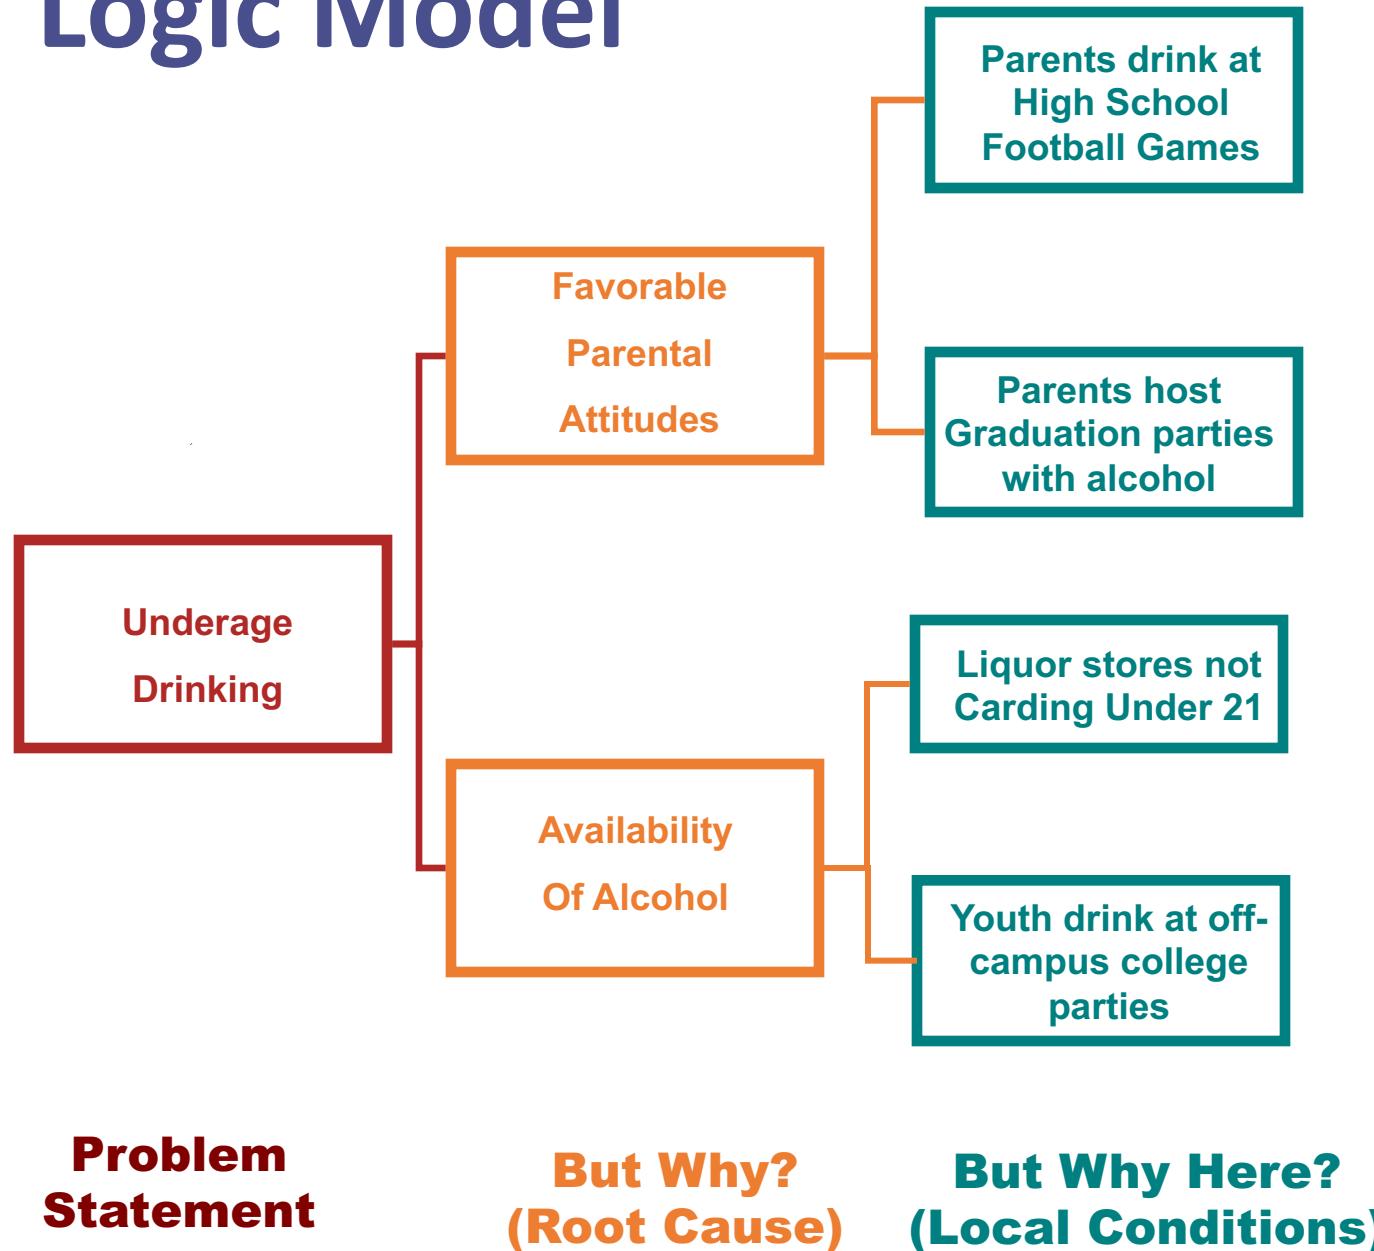 Logic Model
Parents drink at
High School
Football Games
Favorable
Parental
Attitudes
Parents host
Graduation parties
with alcohol
Underage
Drinking
Liquor stores not
Carding Under 21
Availability
Of Alcohol
Youth drink at off-
campus college
parties
Problem
Statement
But Why?
(Root Cause)
But Why Here?
(Local Conditions)